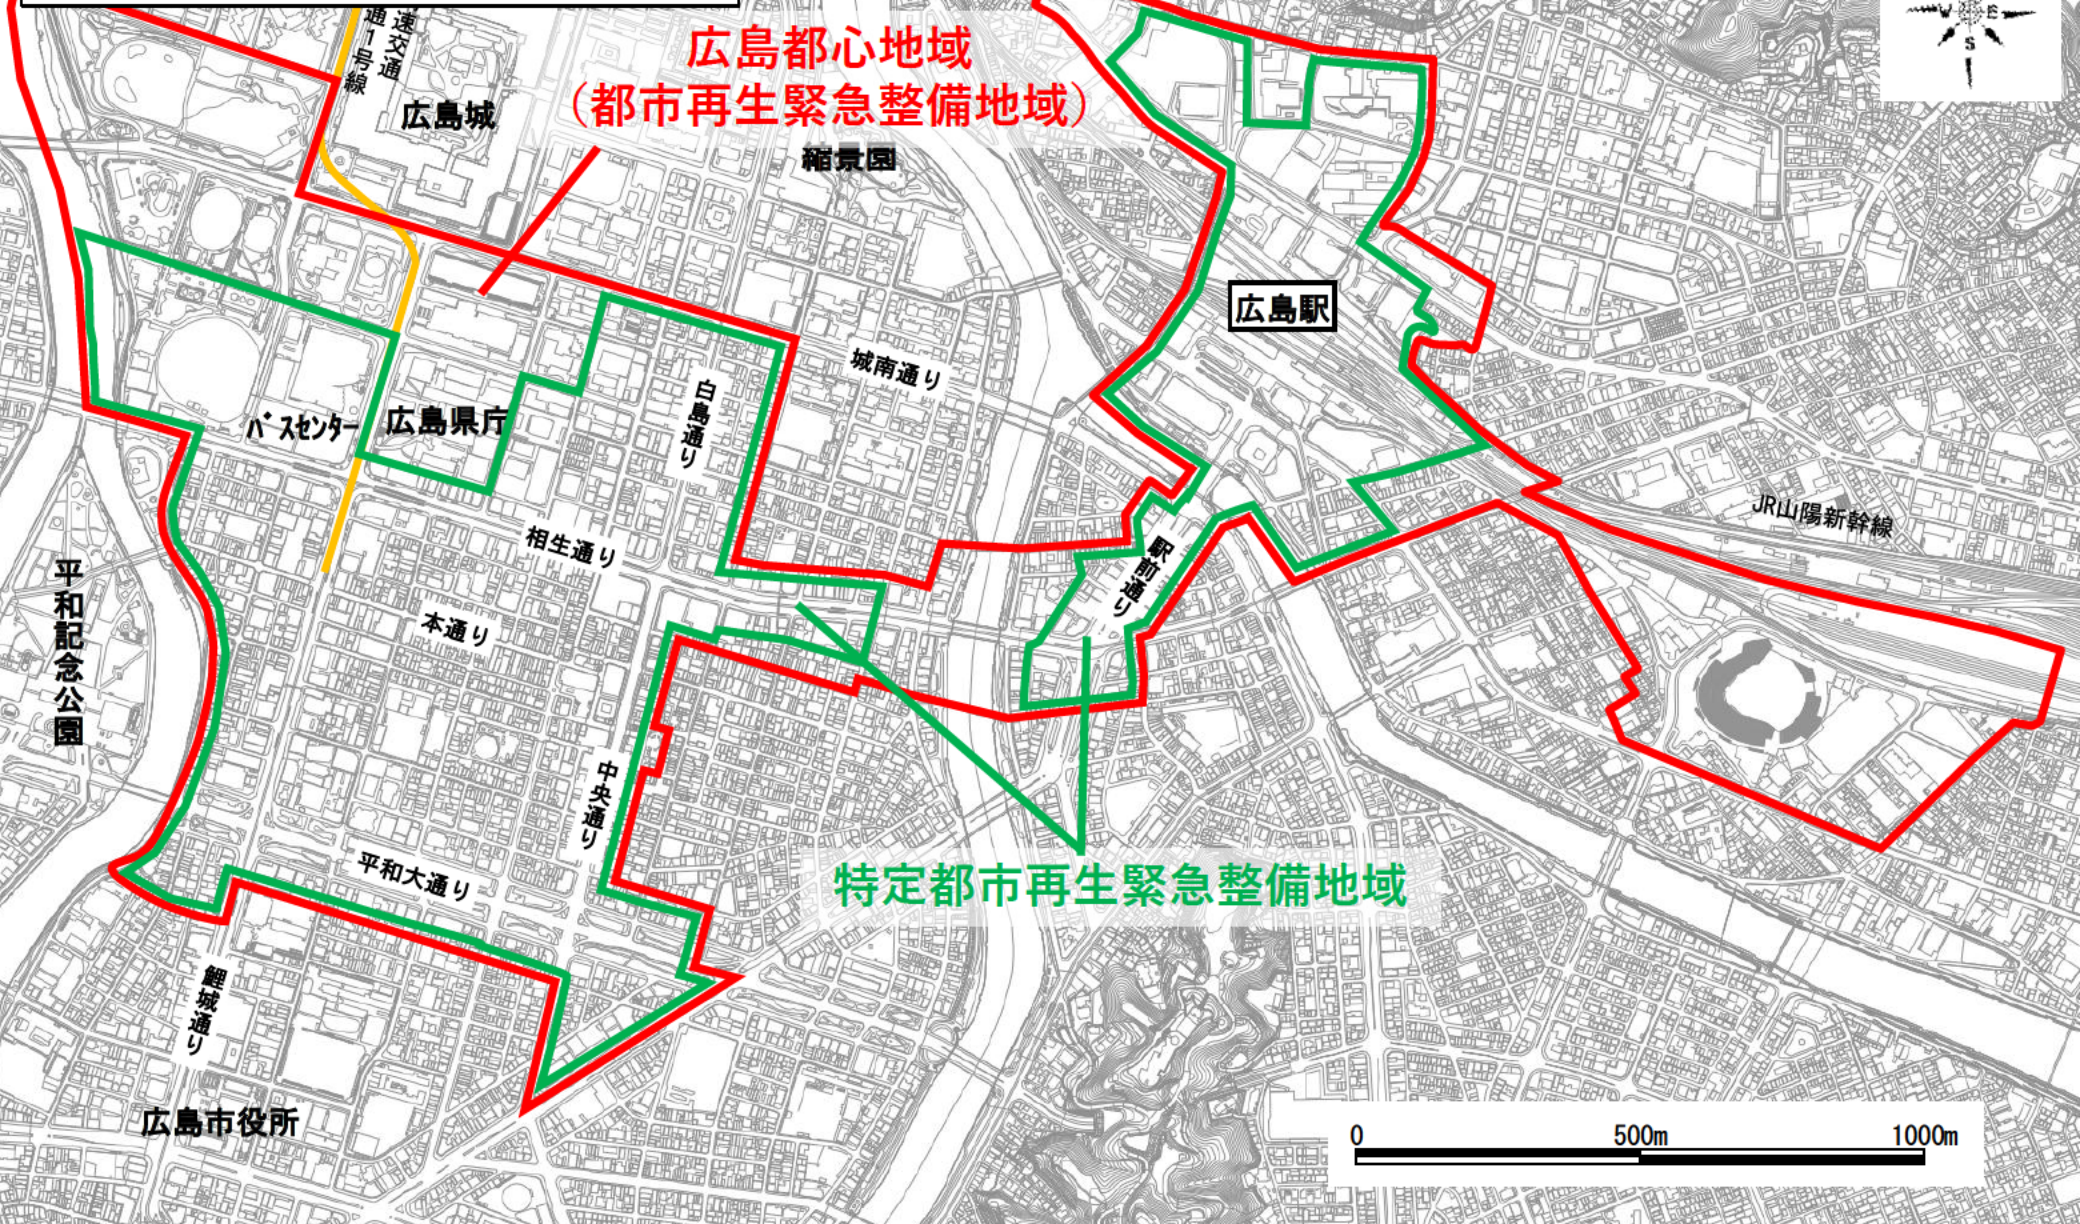 速交通
通1号線
W E
S
広島都心地域
（都市再生緊急整備地域）
広島城
縮景園
広島駅
城南通り
白島通り
バスセンター
広島県庁
相生通り
駅前通り
JR山陽新幹線
平和記念公園
本通り
中央通り
平和大通り
特定都市再生緊急整備地域
鯉城通り
広島市役所
0 500m 1000m